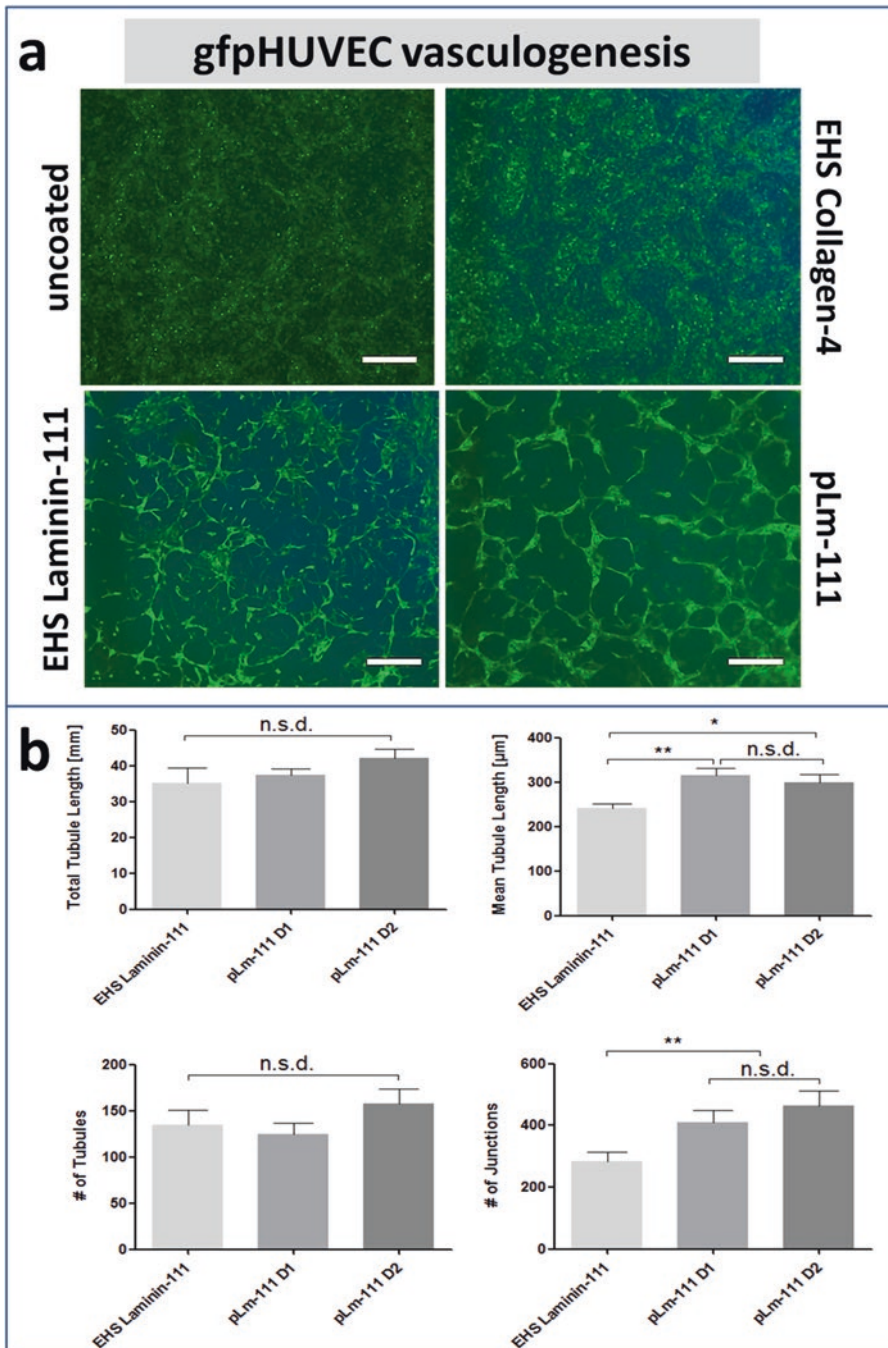 a
gfpHUVEC vasculogenesis
uncoated
EHS Collagen-4
EHS Laminin-111
pLm-111
b
Total Tubule Length [mm]
50
40
30
20
10
0
n.s.d.
EHS Laminin-111
pLm-111 D1
pLm-111 D2
Mean Tubule Length [µm]
400
300
200
100
0
*
**
n.s.d.
EHS Laminin-111
pLm-111 D1
pLm-111 D2
# of Tubules
200
150
100
50
0
n.s.d.
EHS Laminin-111
pLm-111 D1
pLm-111 D2
# of Junctions
600
400
200
0
**
n.s.d.
EHS Laminin-111
pLm-111 D1
pLm-111 D2